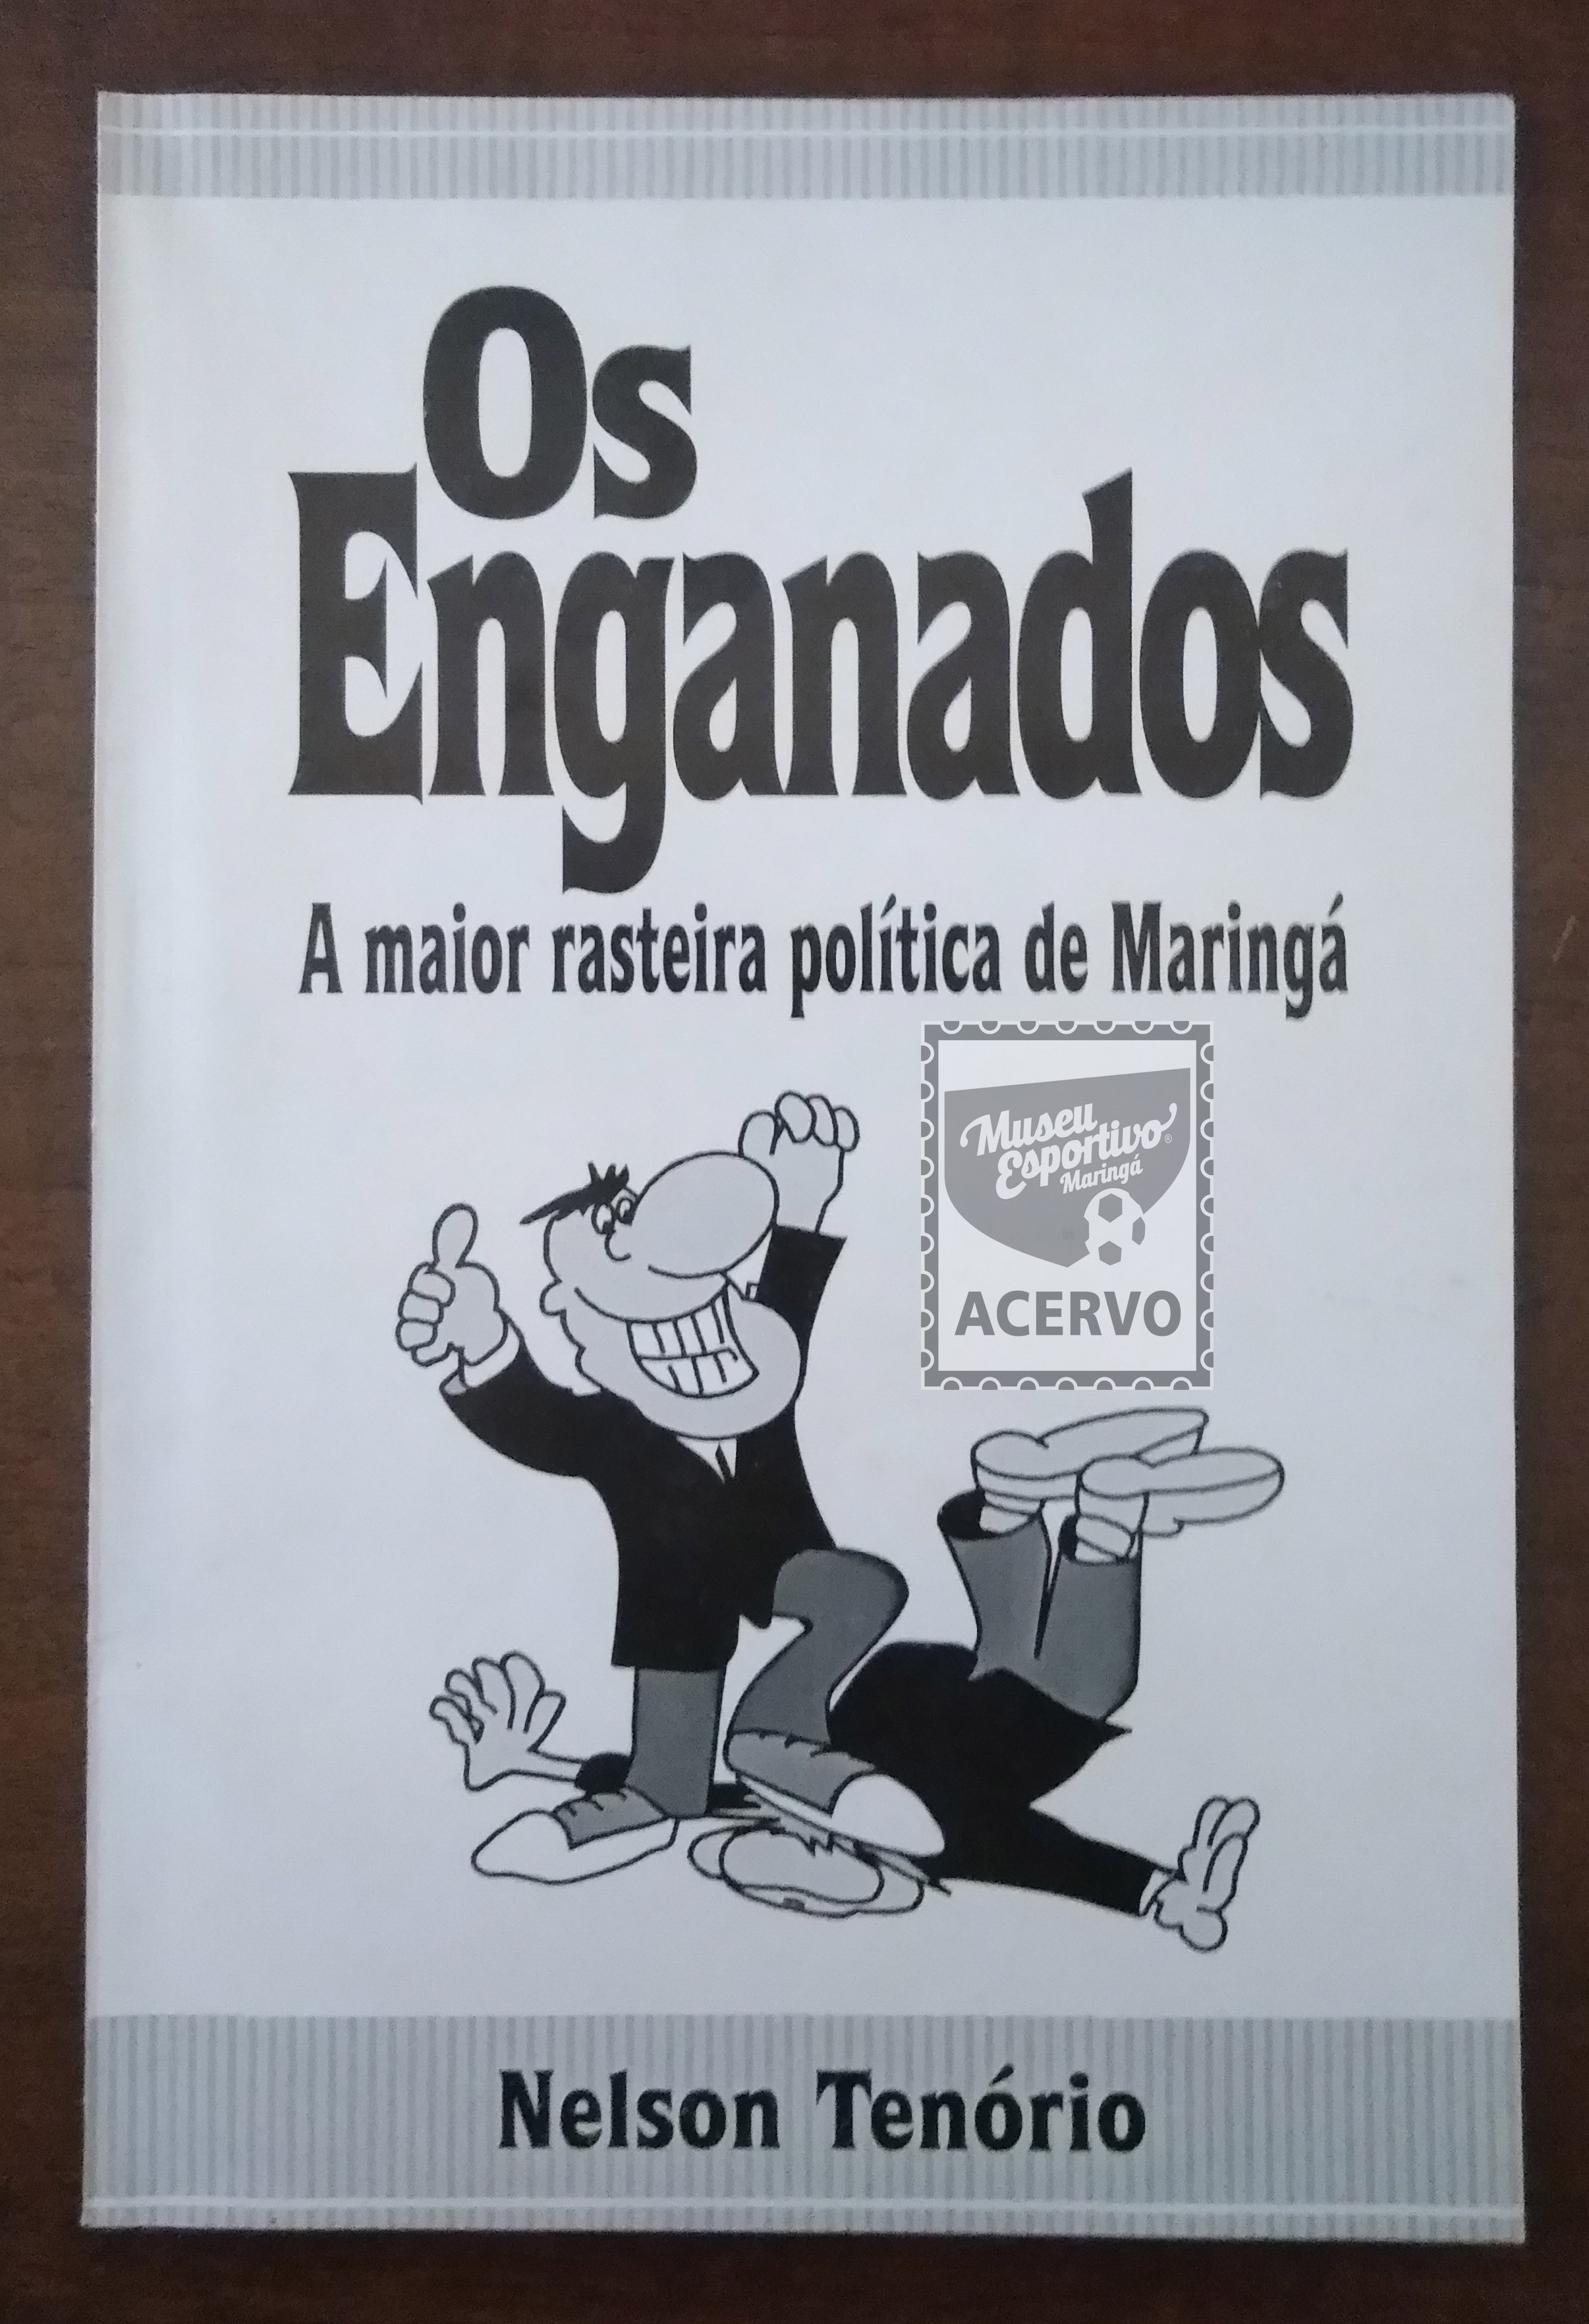 Os
Enganados
A maior rasteira política de Maringá
Museu
Esportivo®
Maringá
ACERVO
Nelson Tenório